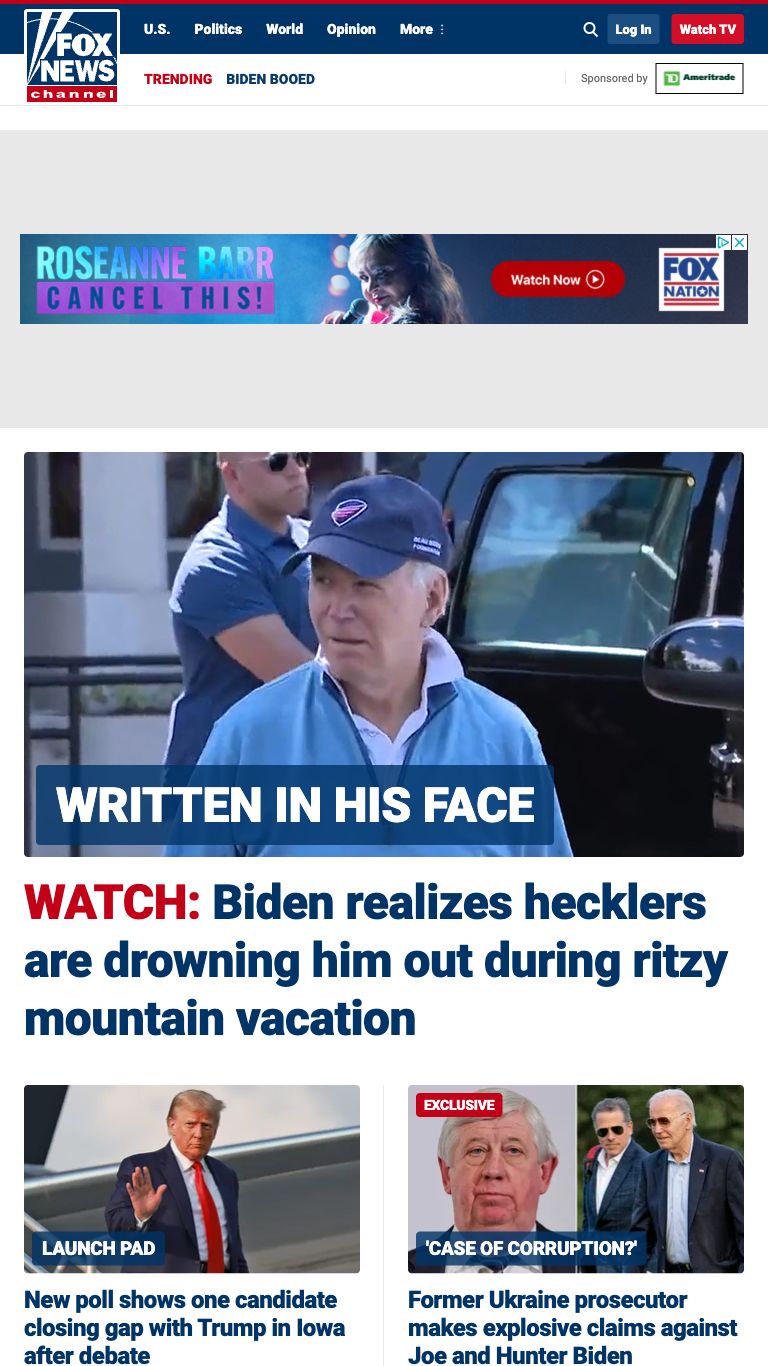 FOX
NEWS
channel
U.S. Politics World Opinion More
Log In Watch TV
TRENDING BIDEN BOOED
Sponsored by TD Ameritrade
ROSEANNE BARR
CANCEL THIS!
Watch Now
FOX
NATION
WRITTEN IN HIS FACE
WATCH: Biden realizes hecklers
are drowning him out during ritzy
mountain vacation
LAUNCH PAD
New poll shows one candidate
closing gap with Trump in Iowa
after debate
EXCLUSIVE
'CASE OF CORRUPTION?'
Former Ukraine prosecutor
makes explosive claims against
Joe and Hunter Biden